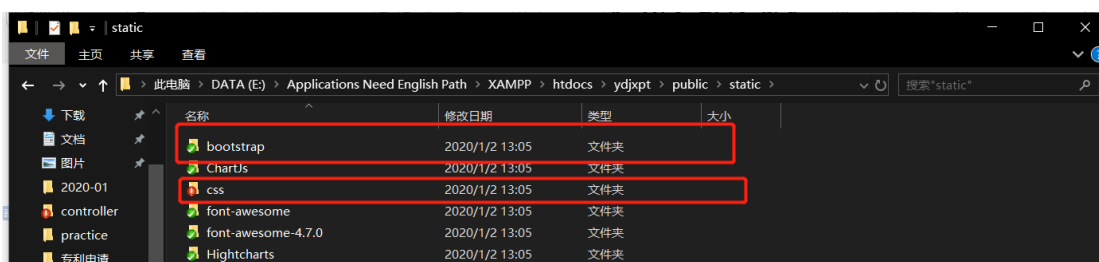 static
文件 主页 共享 查看
此电脑 > DATA (E:) > Applications Need English Path > XAMPP > htdocs > ydjxpt > public > static > 搜索"static"
下载 名称 修改日期 类型 大小
文档 bootstrap 2020/1/2 13:05 文件夹
图片 ChartJs 2020/1/2 13:05 文件夹
2020-01 css 2020/1/2 13:05 文件夹
controller font-awesome 2020/1/2 13:05 文件夹
practice font-awesome-4.7.0 2020/1/2 13:05 文件夹
专利申请 Hightcharts 2020/1/2 13:05 文件夹